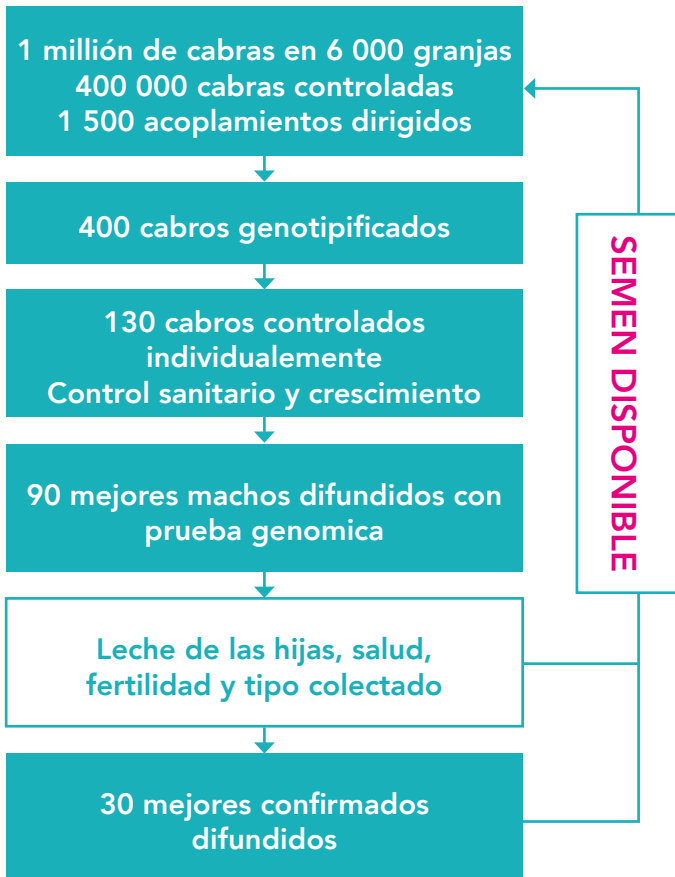 1 millión de cabras en 6 000 granjas
400 000 cabras controladas
1 500 acoplamientos dirigidos
400 cabros genotipificados
130 cabros controlados
individualemente
Control sanitario y crescimiento
90 mejores machos difundidos con
prueba genomica
Leche de las hijas, salud,
fertilidad y tipo colectado
30 mejores confirmados
difundidos
SEMEN DISPONIBLE